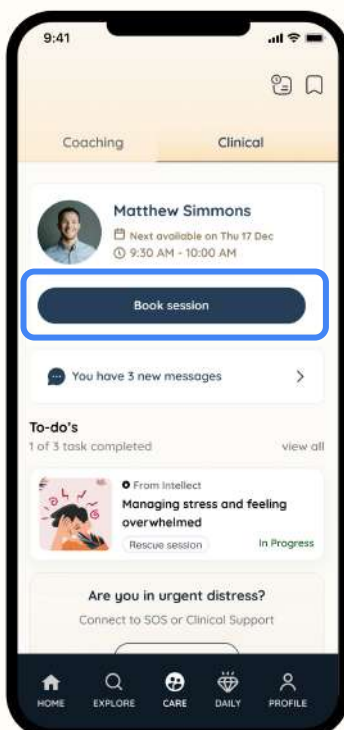 9:41
Coaching Clinical
Matthew Simmons
Next available on Thu 17 Dec
9:30 AM - 10:00 AM
Book session
You have 3 new messages
To-do's
1 of 3 task completed view all
From Intellect
Managing stress and feeling
overwhelmed
Rescue session In Progress
Are you in urgent distress?
Connect to SOS or Clinical Support
HOME EXPLORE CARE DAILY PROFILE